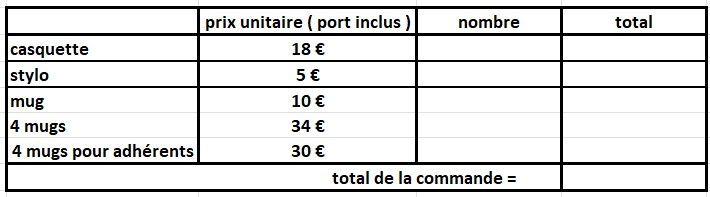 prix unitaire ( port inclus ) nombre total
casquette 18 €
stylo 5 €
mug 10 €
4 mugs 34 €
4 mugs pour adhérents 30 €
total de la commande =